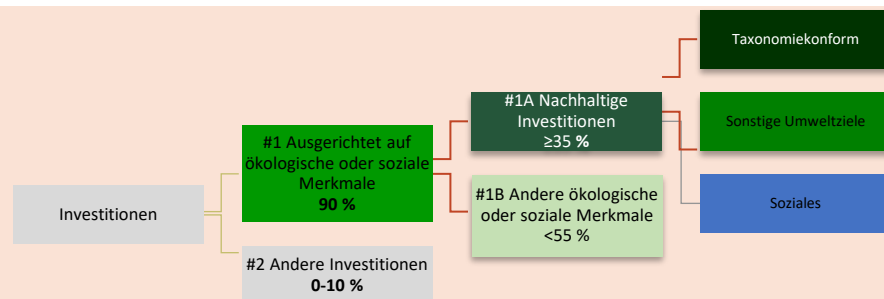 Investitionen
#1 Ausgerichtet auf
ökologische oder soziale
Merkmale
90 %
#2 Andere Investitionen
0-10 %
#1A Nachhaltige
Investitionen
≥35 %
#1B Andere ökologische
oder soziale Merkmale
<55 %
Taxonomiekonform
Sonstige Umweltziele
Soziales